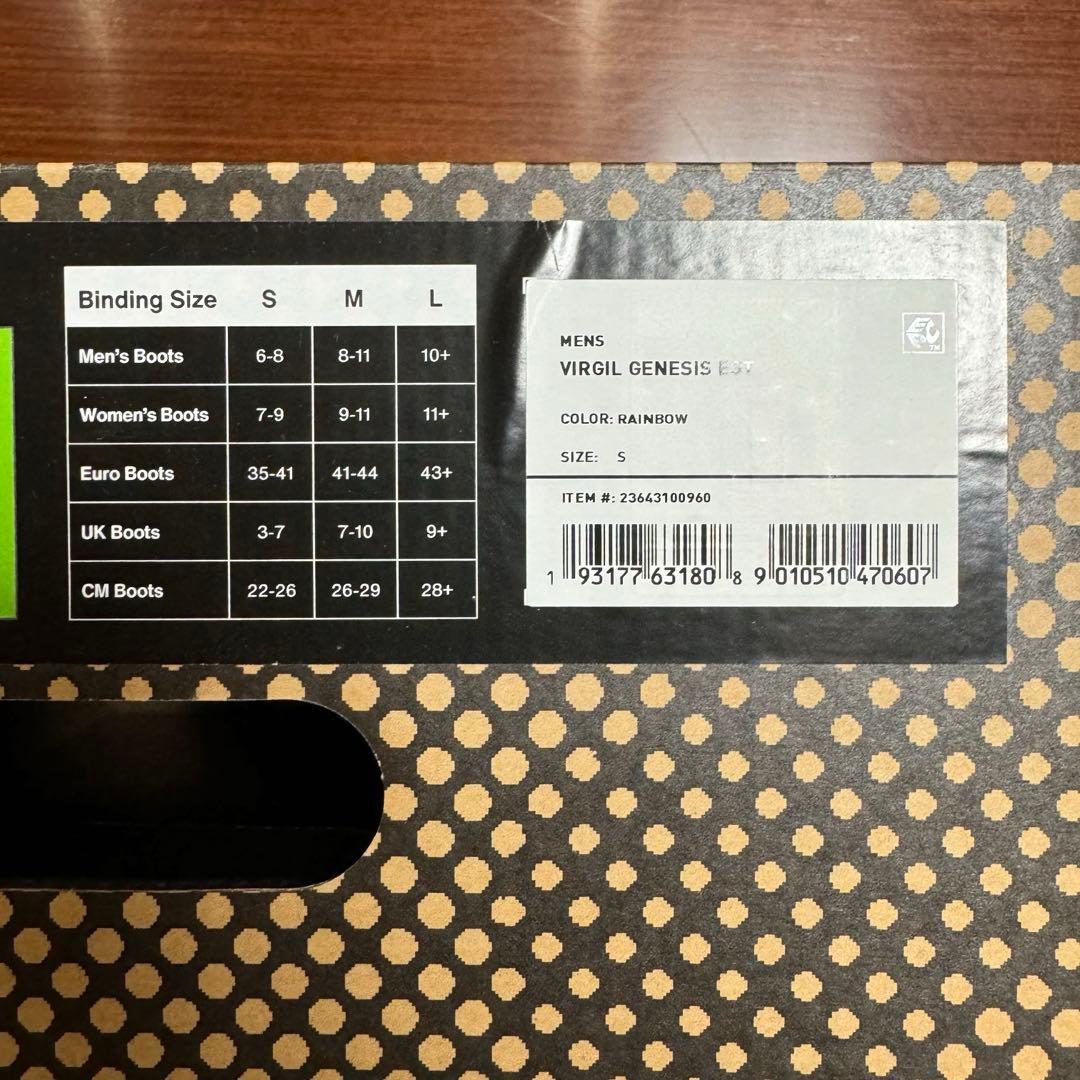 Binding Size S M L
Men's Boots 6-8 8-11 10+
Women's Boots 7-9 9-11 11+
Euro Boots 35-41 41-44 43+
UK Boots 3-7 7-10 9+
CM Boots 22-26 26-29 28+
MENS
VIRGIL GENESIS EST
COLOR: RAINBOW
SIZE: S
ITEM #: 23643100960
1 93177 63180 8 9 010510 470607